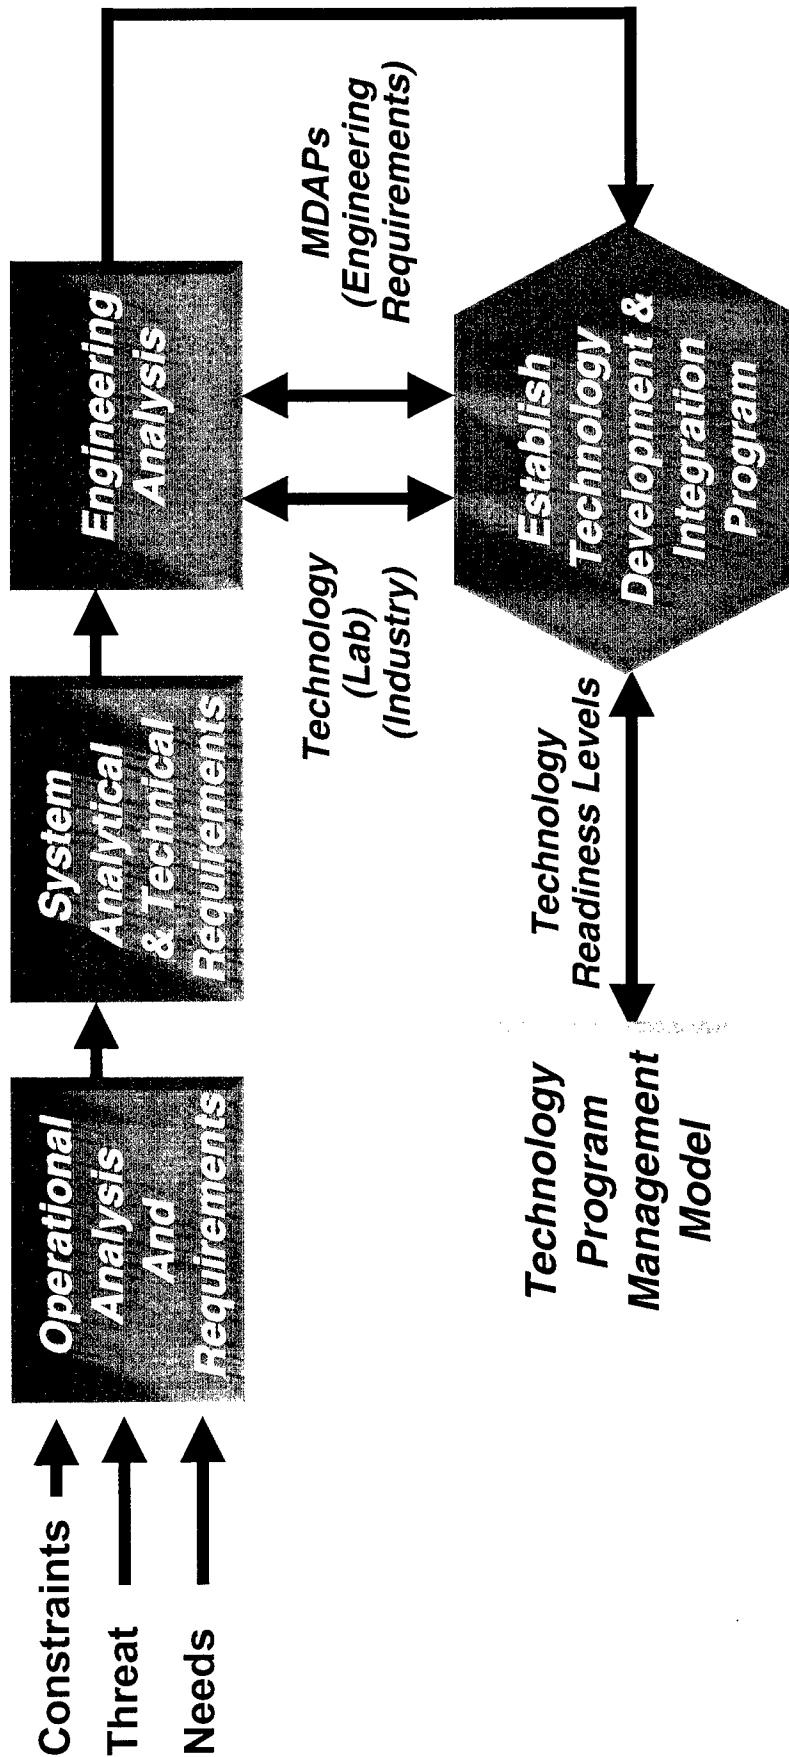 Constraints
Threat
Needs
Operational
Analysis
And
Requirements
System
Analytical
& Technical
Requirements
Engineering
Analysis
Technology
(Lab)
(Industry)
MDAPs
(Engineering
Requirements)
Technology
Program
Management
Model
Technology
Readiness Levels
Establish
Technology
Development &
Integration
Program